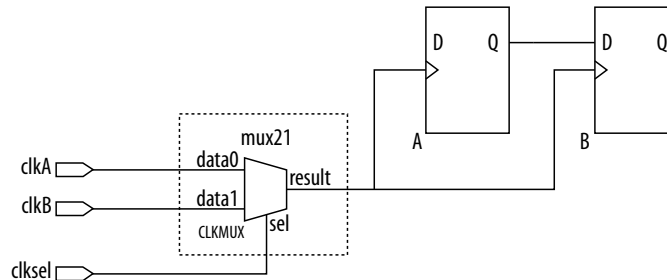 D Q
D Q
A
B
mux21
clkA
data0
result
clkB
data1
sel
CLKMUX
clksel